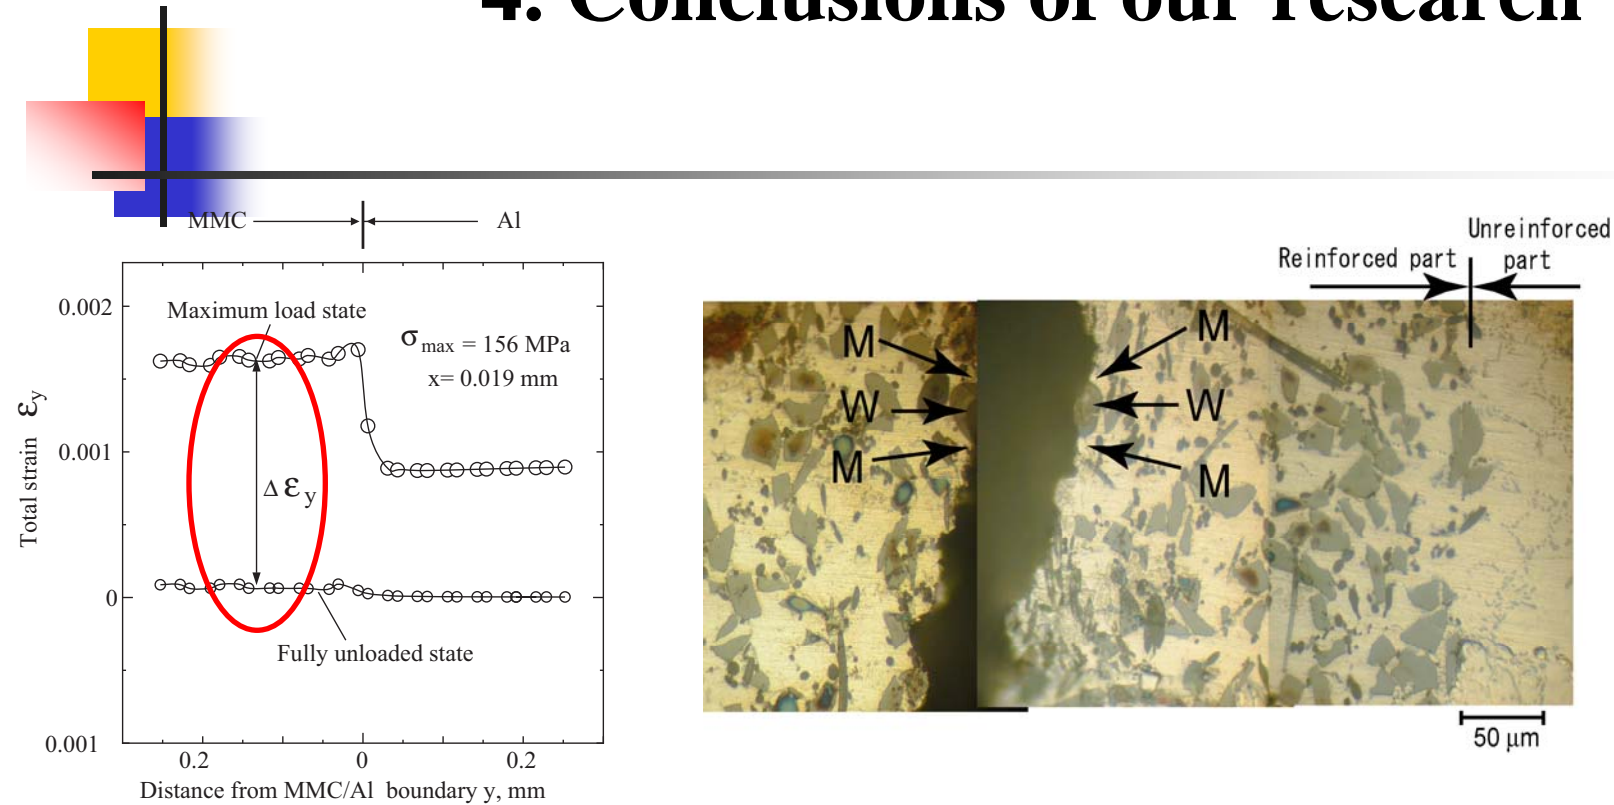 4. Conclusions of our research
MMC
Al
0.002
Maximum load state
σmax = 156 MPa
x= 0.019 mm
Total strain εy
0.001
Δεy
0
Fully unloaded state
0.001
0.2
0
0.2
Distance from MMC/Al boundary y, mm
Unreinforced
part
Reinforced part
M
M
W
W
M
M
50 μm